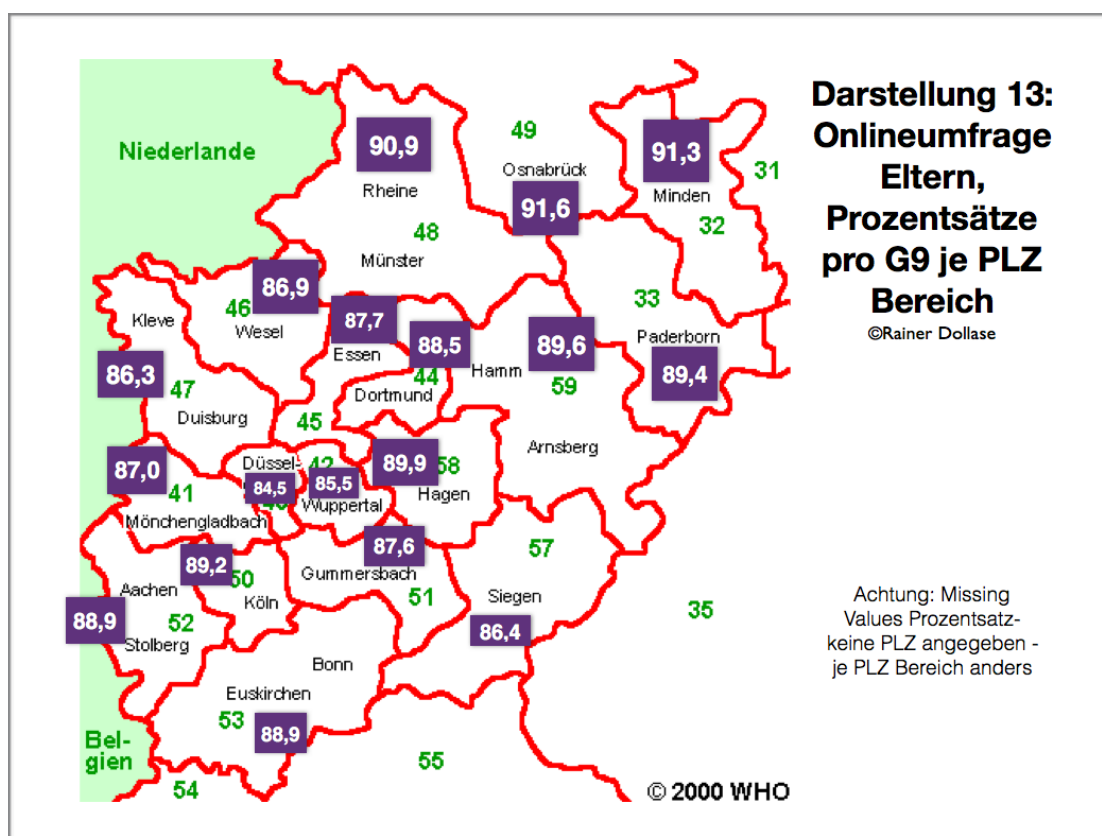 Darstellung 13:
Onlineumfrage
Eltern,
Prozentsätze
pro G9 je PLZ
Bereich
©Rainer Dollase
Niederlande
49
90,9
91,3
31
Osnabrück
Rheine
Minden
91,6
32
48
Münster
86,9
33
46
Kleve
Wesel
87,7
88,5
89,6
Paderborn
Essen
Hamm
86,3
89,4
47
44
59
Dortmund
Duisburg
45
Arnsberg
87,0
Düssel-
42
89,9
58
41
84,5
85,5
Hagen
Wuppertal
Mönchengladbach
87,6
57
89,2
50
Gummersbach
Aachen
Köln
51
Siegen
35
88,9
52
86,4
Stolberg
Bonn
Euskirchen
53
88,9
Bel-
gien
55
54
© 2000 WHO
Achtung: Missing
Values Prozentsatz-
keine PLZ angegeben -
je PLZ Bereich anders